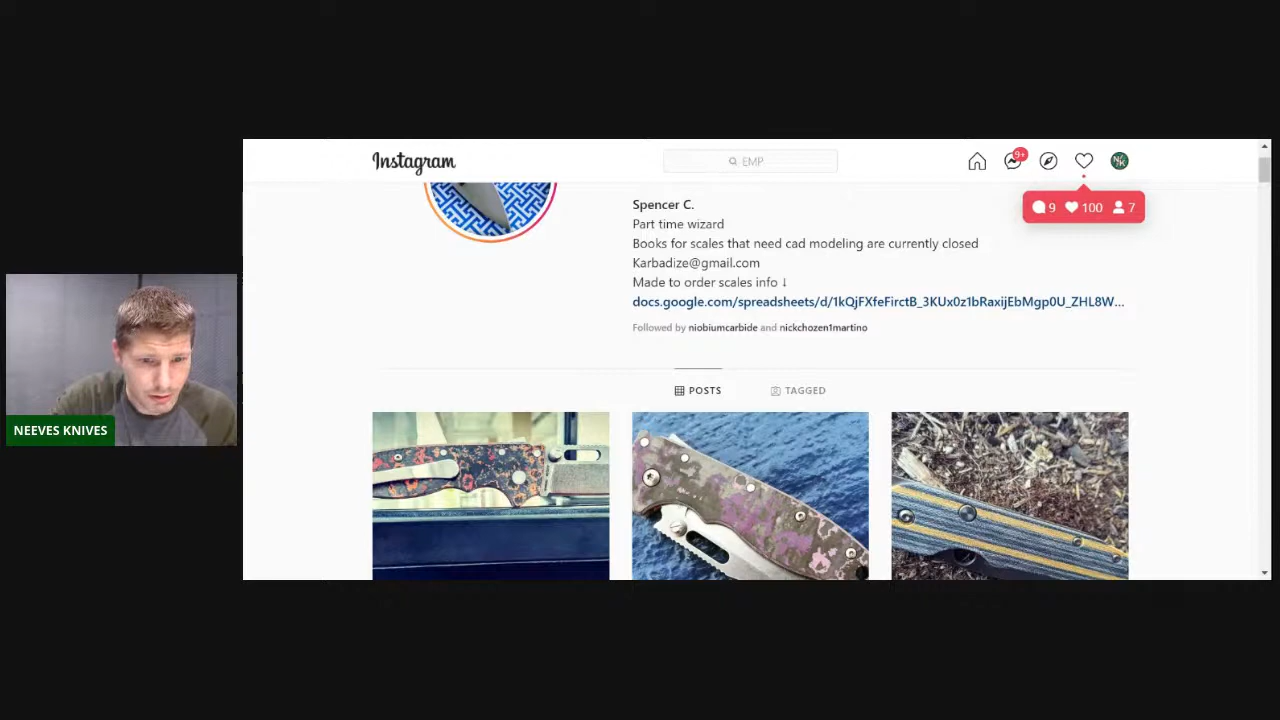 Instagram
EMP
9+
9 100 7
Spencer C.
Part time wizard
Books for scales that need cad modeling are currently closed
Karbadize@gmail.com
Made to order scales info ↓
docs.google.com/spreadsheets/d/1kQjFXfeFirctB_3KUx0z1bRaxijEbMgp0U_ZHL8W...
Followed by niobiumcarbide and nickchozen1martino
POSTS TAGGED
NEEVES KNIVES